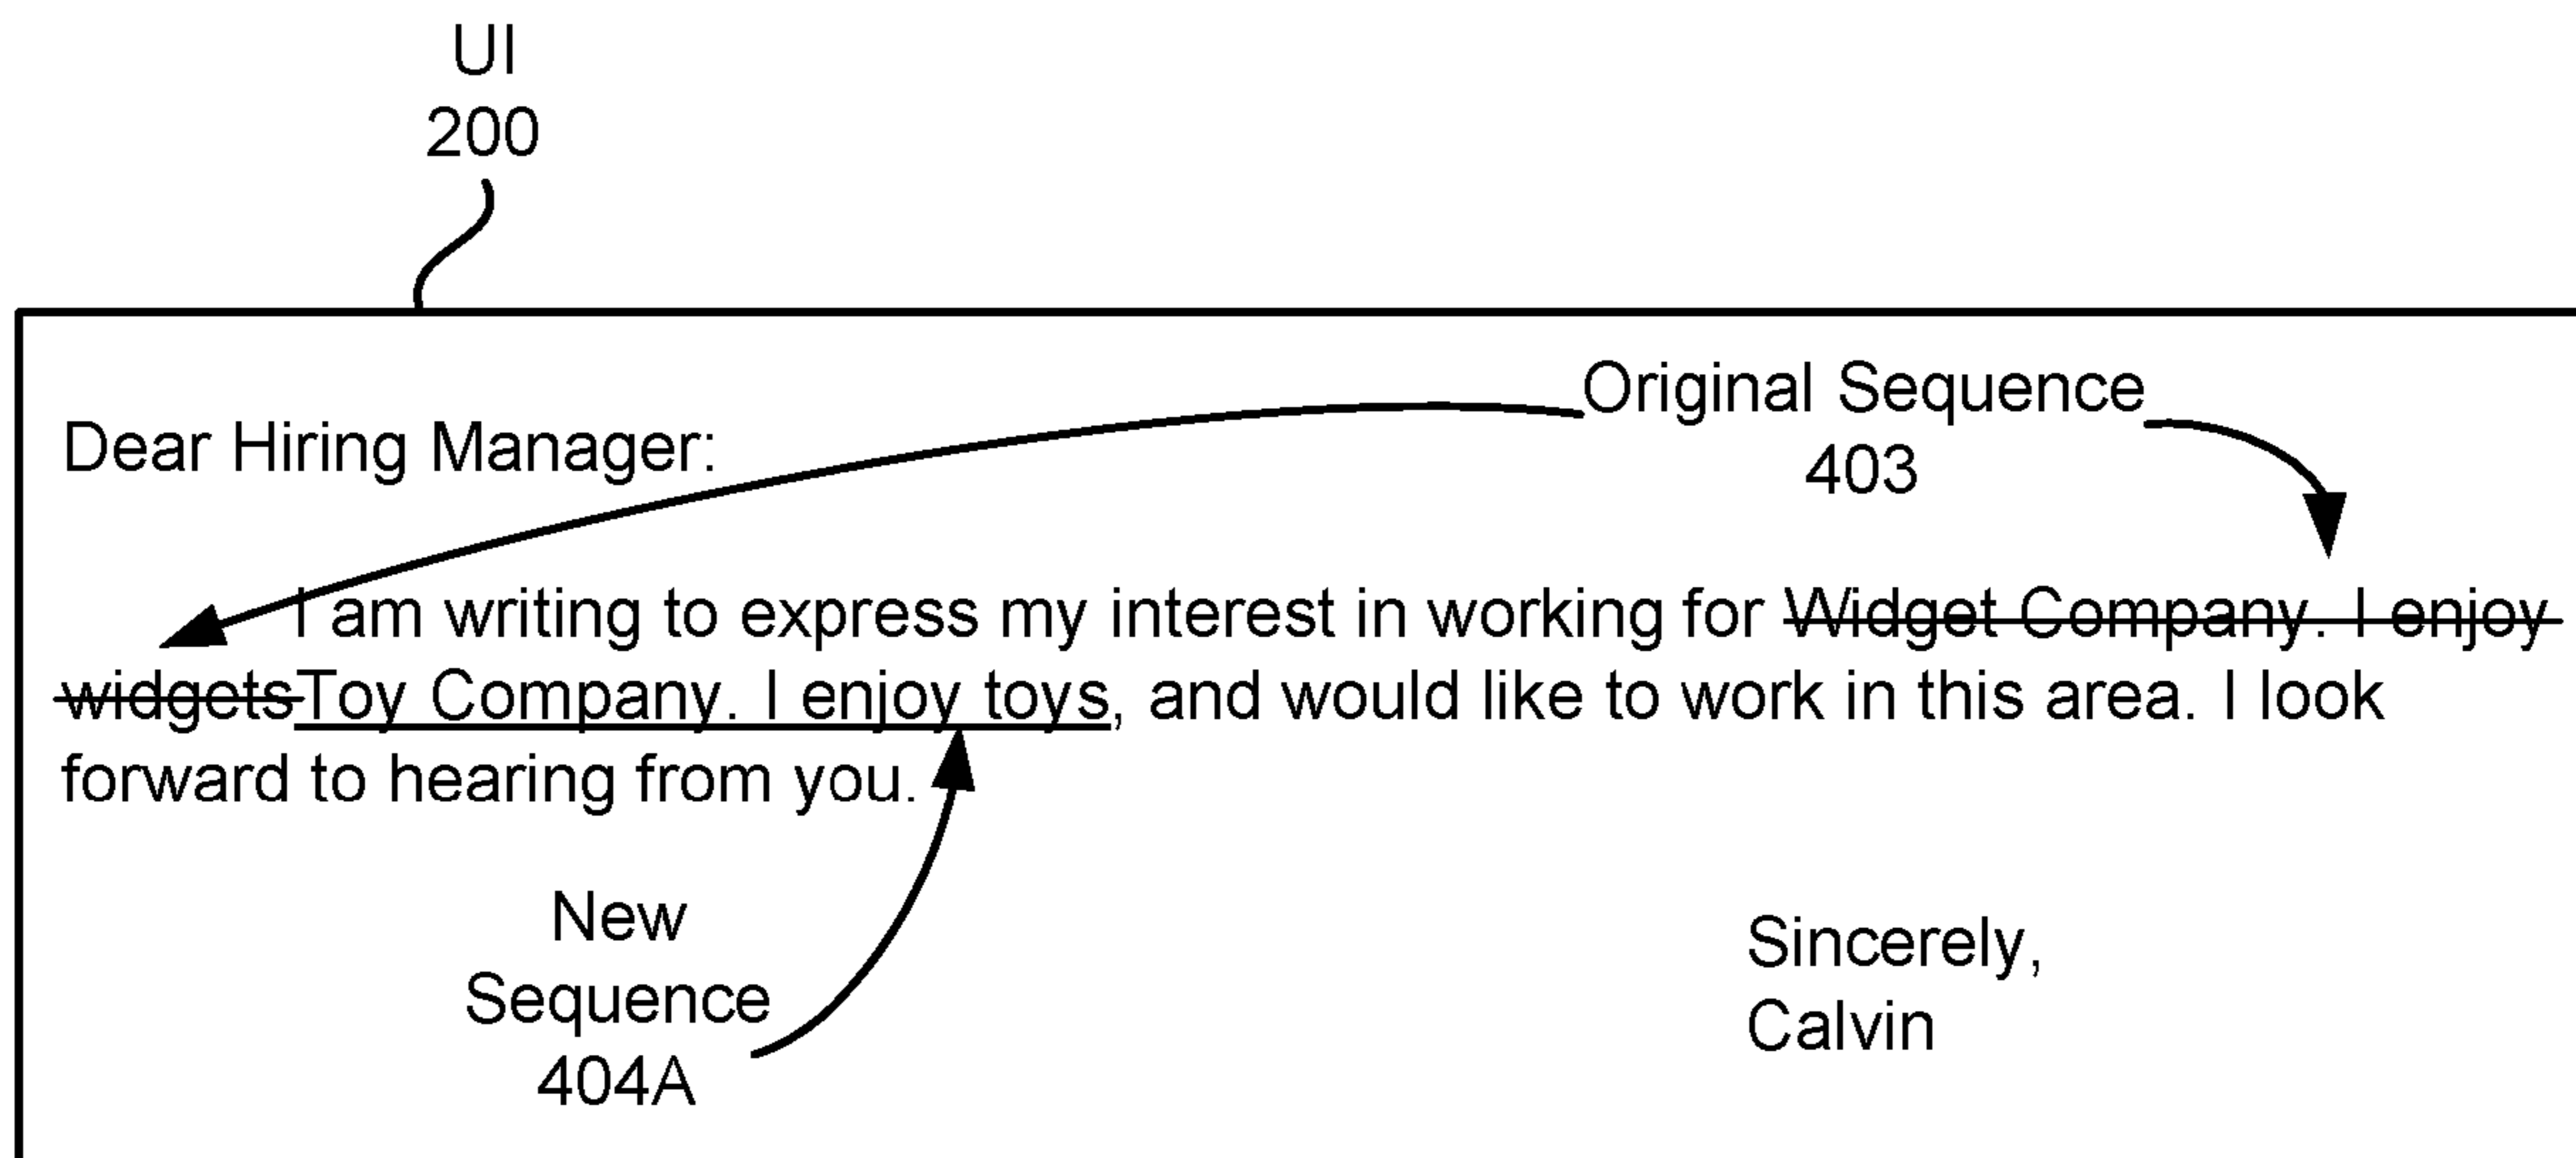 UI
200
Original Sequence
403
Dear Hiring Manager:
I am writing to express my interest in working for Widget Company. I enjoy
widgetsToy Company. I enjoy toys, and would like to work in this area. I look
forward to hearing from you.
New
Sequence
404A
Sincerely,
Calvin